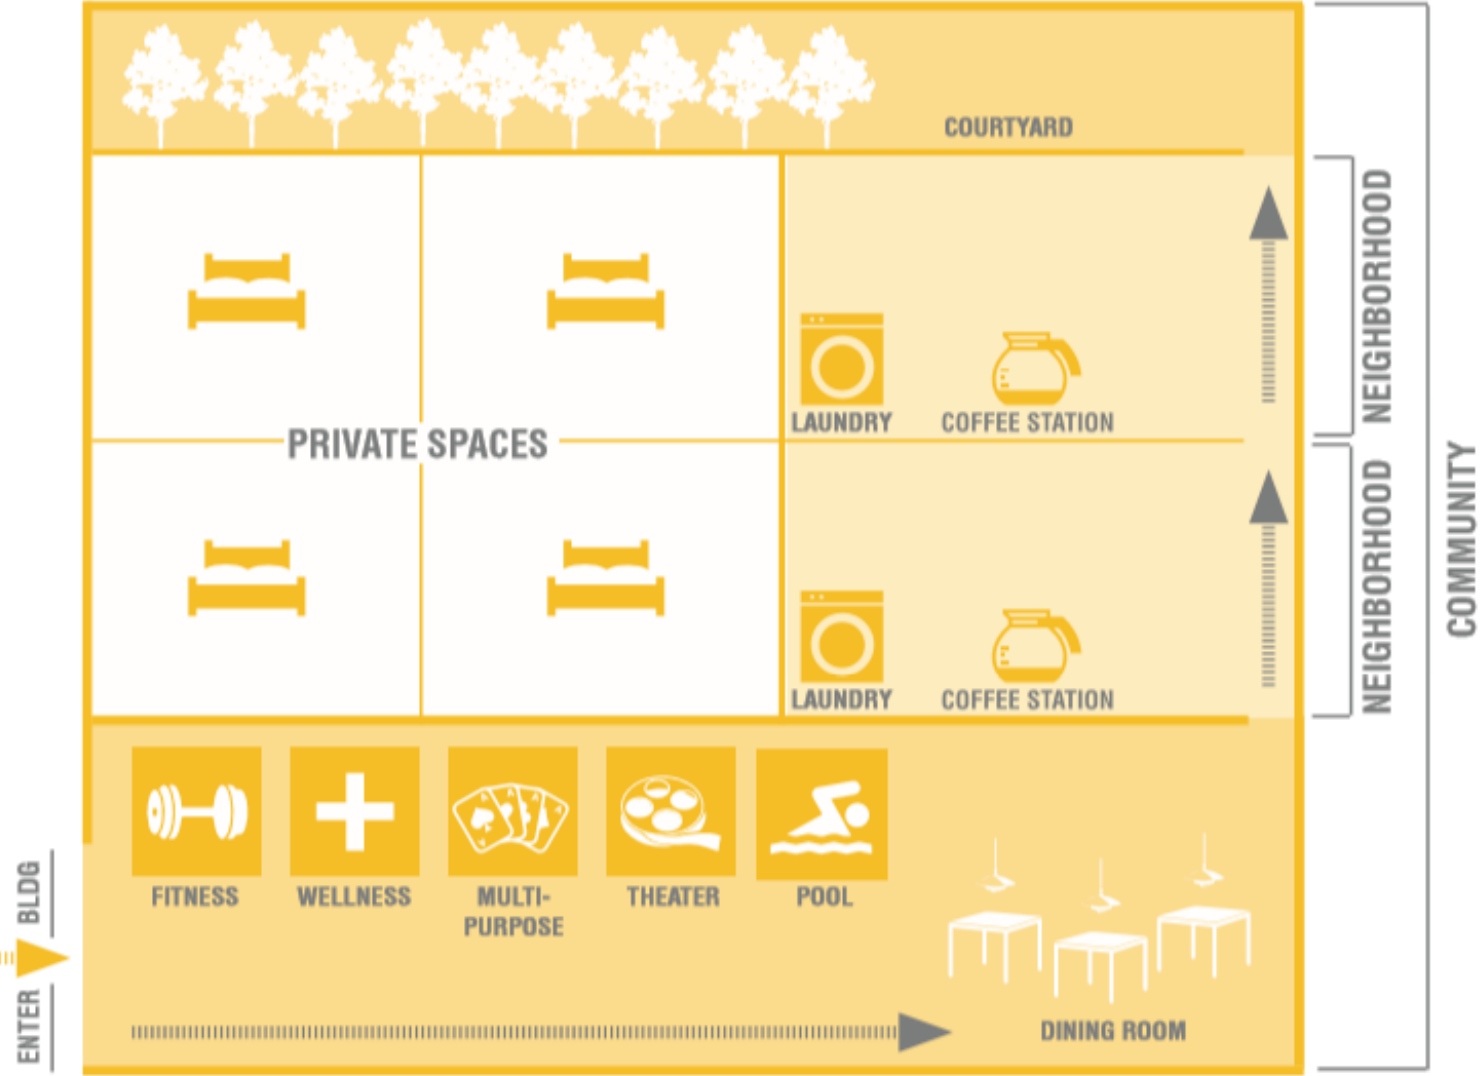 COURTYARD
NEIGHBORHOOD
LAUNDRY
COFFEE STATION
PRIVATE SPACES
COMMUNITY
NEIGHBORHOOD
LAUNDRY
COFFEE STATION
FITNESS
WELLNESS
MULTI-
PURPOSE
THEATER
POOL
ENTER BLDG
DINING ROOM